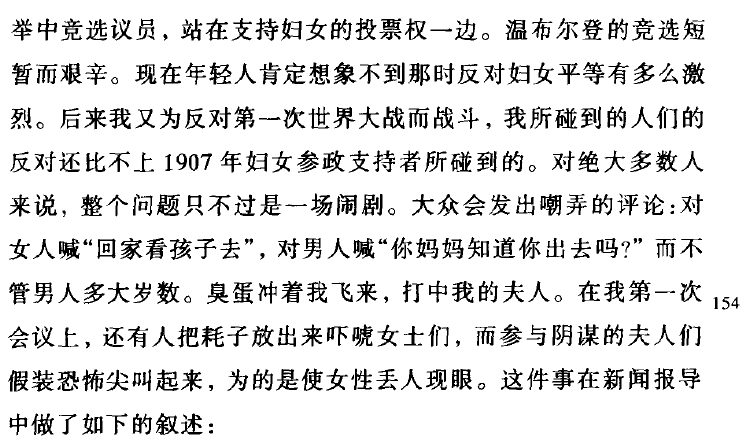 举中竞选议员，站在支持妇女的投票权一边。温布尔登的竞选短
暂而艰辛。现在年轻人肯定想象不到那时反对妇女平等有多么激
烈。后来我又为反对第一次世界大战而战斗，我所碰到的人们的
反对还比不上 1907 年妇女参政支持者所碰到的。对绝大多数人
来说，整个问题只不过是一场闹剧。大众会发出嘲弄的评论：对
女人喊“回家看孩子去”，对男人喊“你妈妈知道你出去吗？”而不
管男人多大岁数。臭蛋冲着我飞来，打中我的夫人。在我第一次
154
会议上，还有人把耗子放出来吓唬女士们，而参与阴谋的夫人们
假装恐怖尖叫起来，为的是使女性丢人现眼。这件事在新闻报导
中做了如下的叙述：